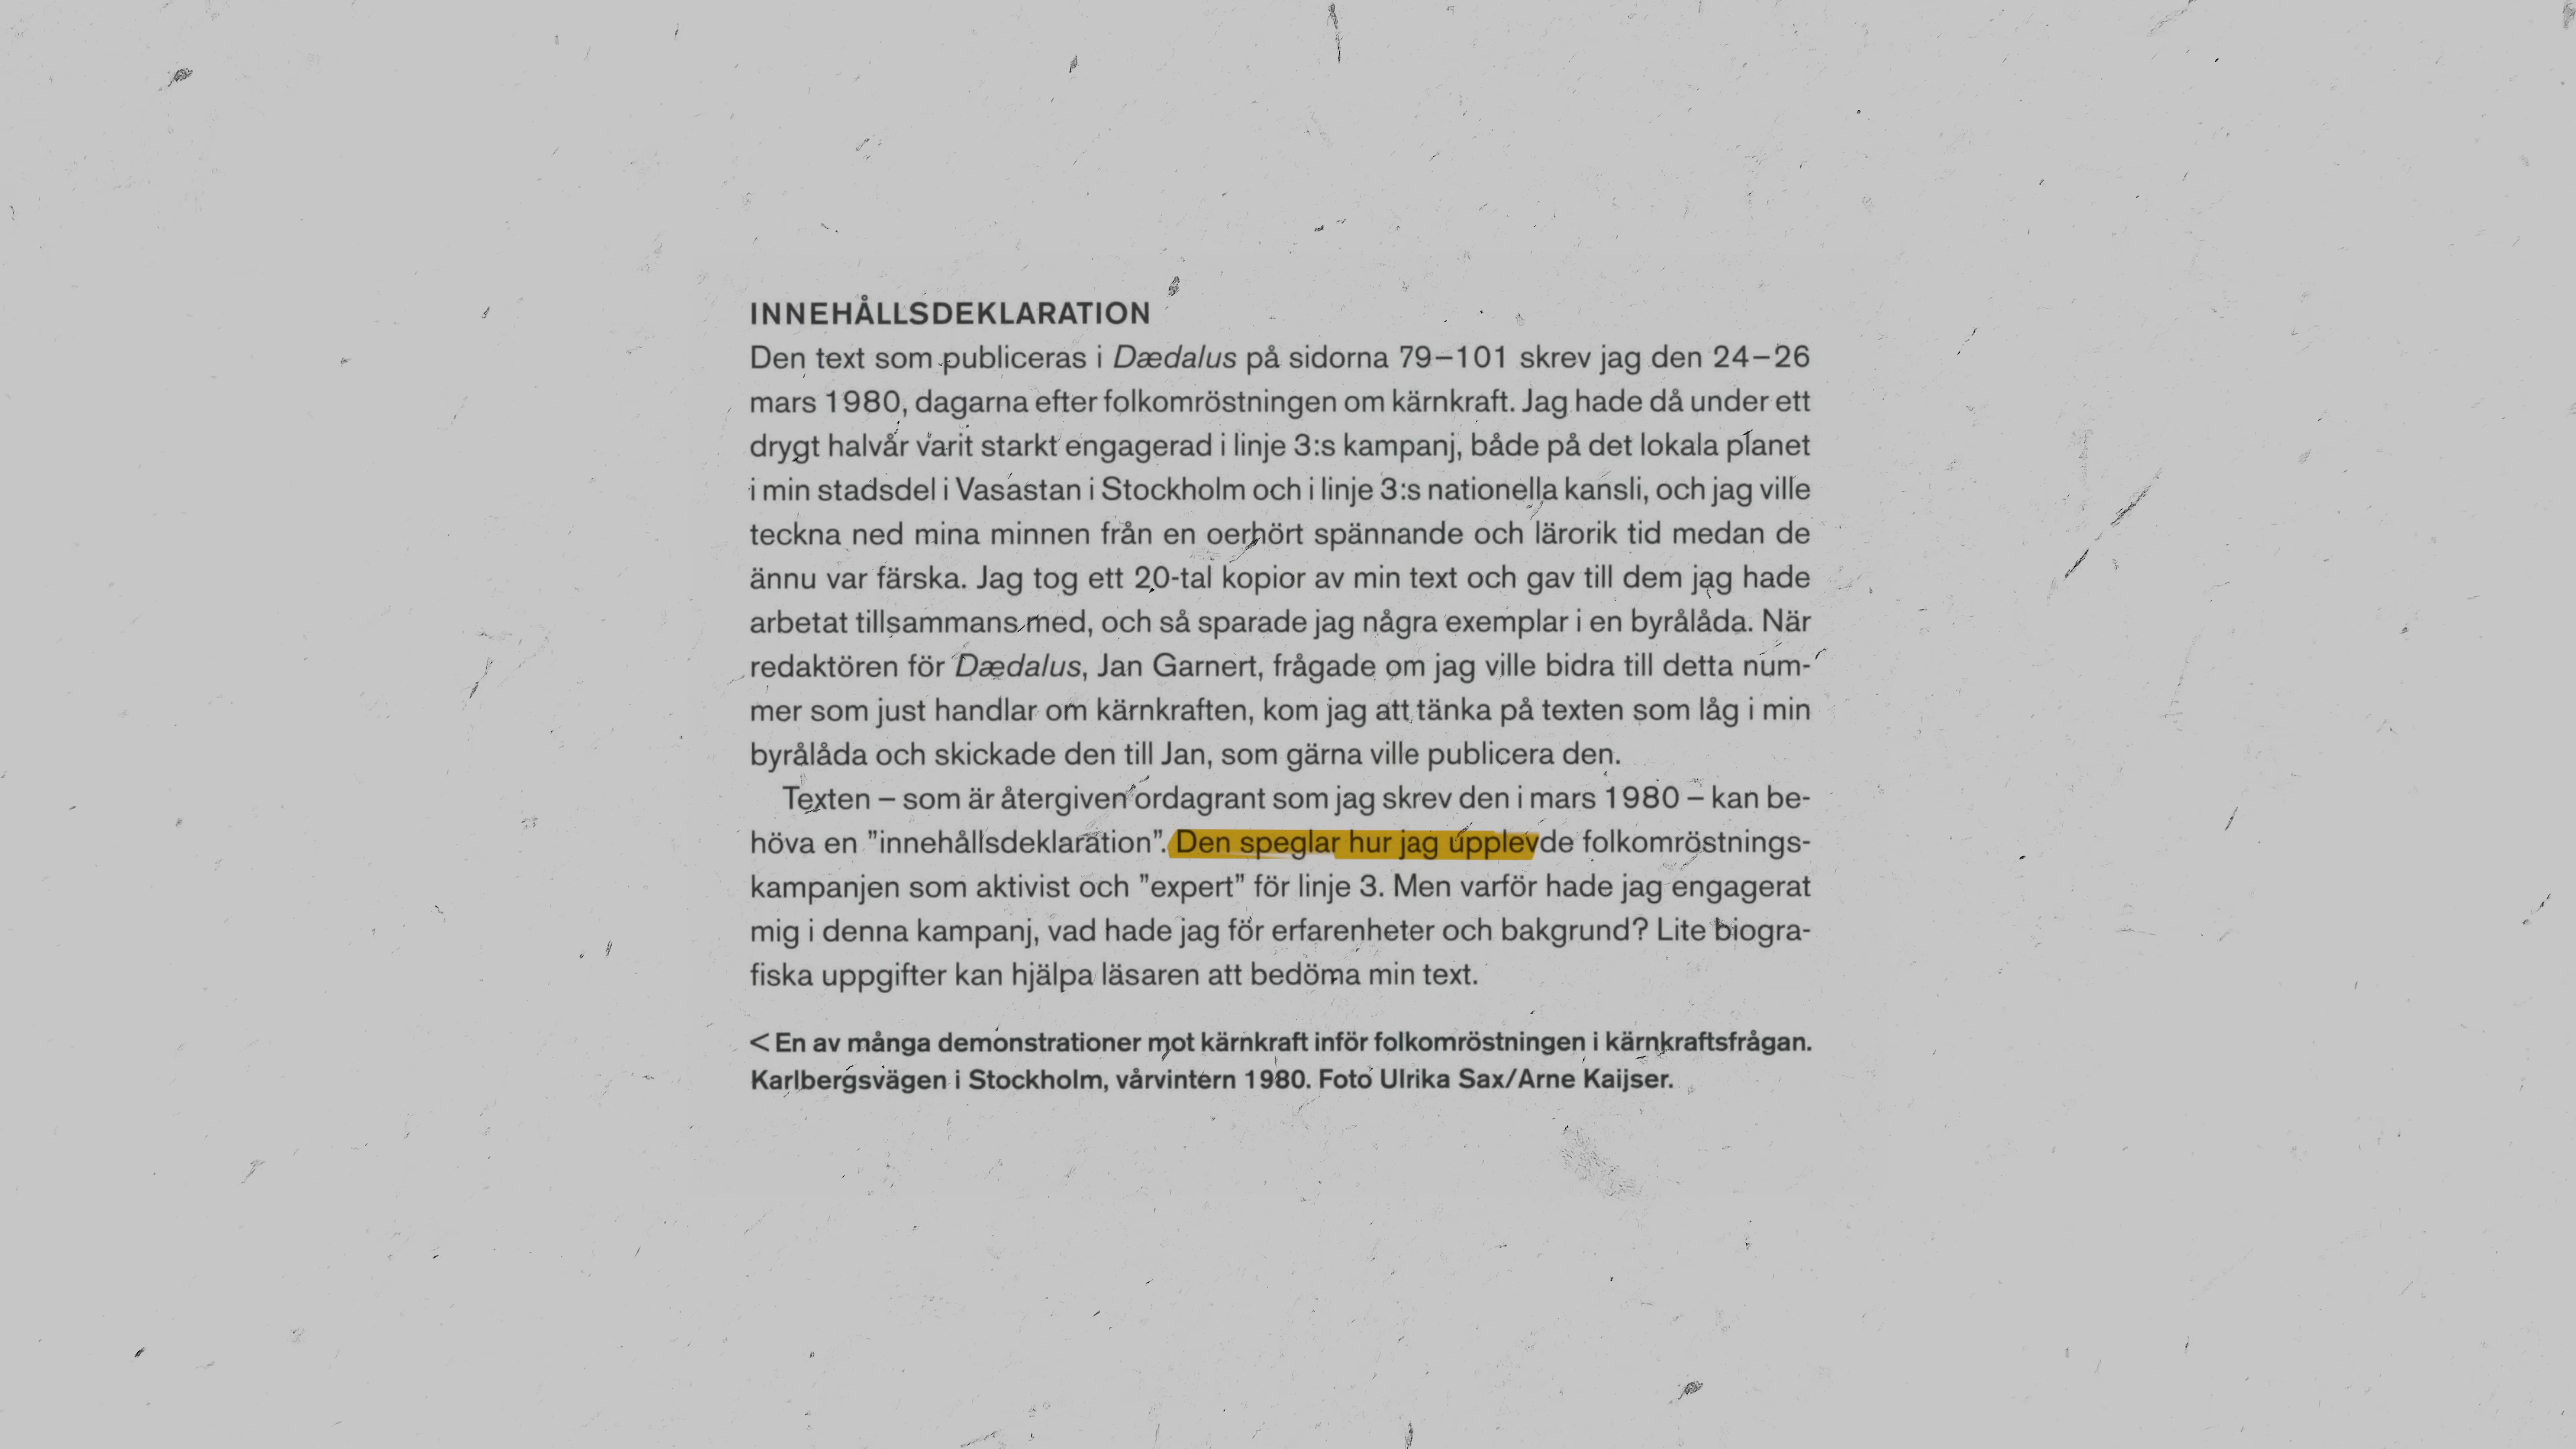 INNEHÅLLSDEKLARATION
Den text som publiceras i Dædalus på sidorna 79–101 skrev jag den 24–26
mars 1980, dagarna efter folkomröstningen om kärnkraft. Jag hade då under ett
drygt halvår varit starkt engagerad i linje 3:s kampanj, både på det lokala planet
i min stadsdel i Vasastan i Stockholm och i linje 3:s nationella kansli, och jag ville
teckna ned mina minnen från en oerhört spännande och lärorik tid medan de
ännu var färska. Jag tog ett 20-tal kopior av min text och gav till dem jag hade
arbetat tillsammans med, och så sparade jag några exemplar i en byrålåda. När
redaktören för Dædalus, Jan Garnert, frågade om jag ville bidra till detta num-
mer som just handlar om kärnkraften, kom jag att tänka på texten som låg i min
byrålåda och skickade den till Jan, som gärna ville publicera den.
Texten – som är återgiven ordagrant som jag skrev den i mars 1980 – kan be-
höva en ”innehållsdeklaration”. Den speglar hur jag upplevde folkomröstnings-
kampanjen som aktivist och ”expert” för linje 3. Men varför hade jag engagerat
mig i denna kampanj, vad hade jag för erfarenheter och bakgrund? Lite biogra-
fiska uppgifter kan hjälpa läsaren att bedöma min text.
< En av många demonstrationer mot kärnkraft inför folkomröstningen i kärnkraftsfrågan.
Karlbergsvägen i Stockholm, vårvintern 1980. Foto Ulrika Sax/Arne Kaijser.